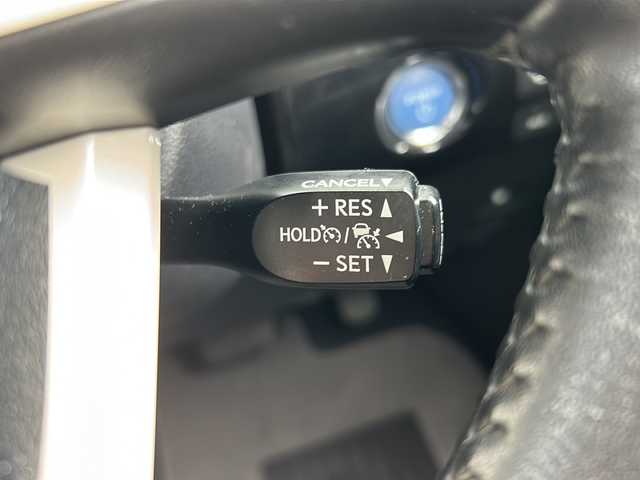 CANCEL▼
+ RES ▲
HOLD / ◀
− SET ▼